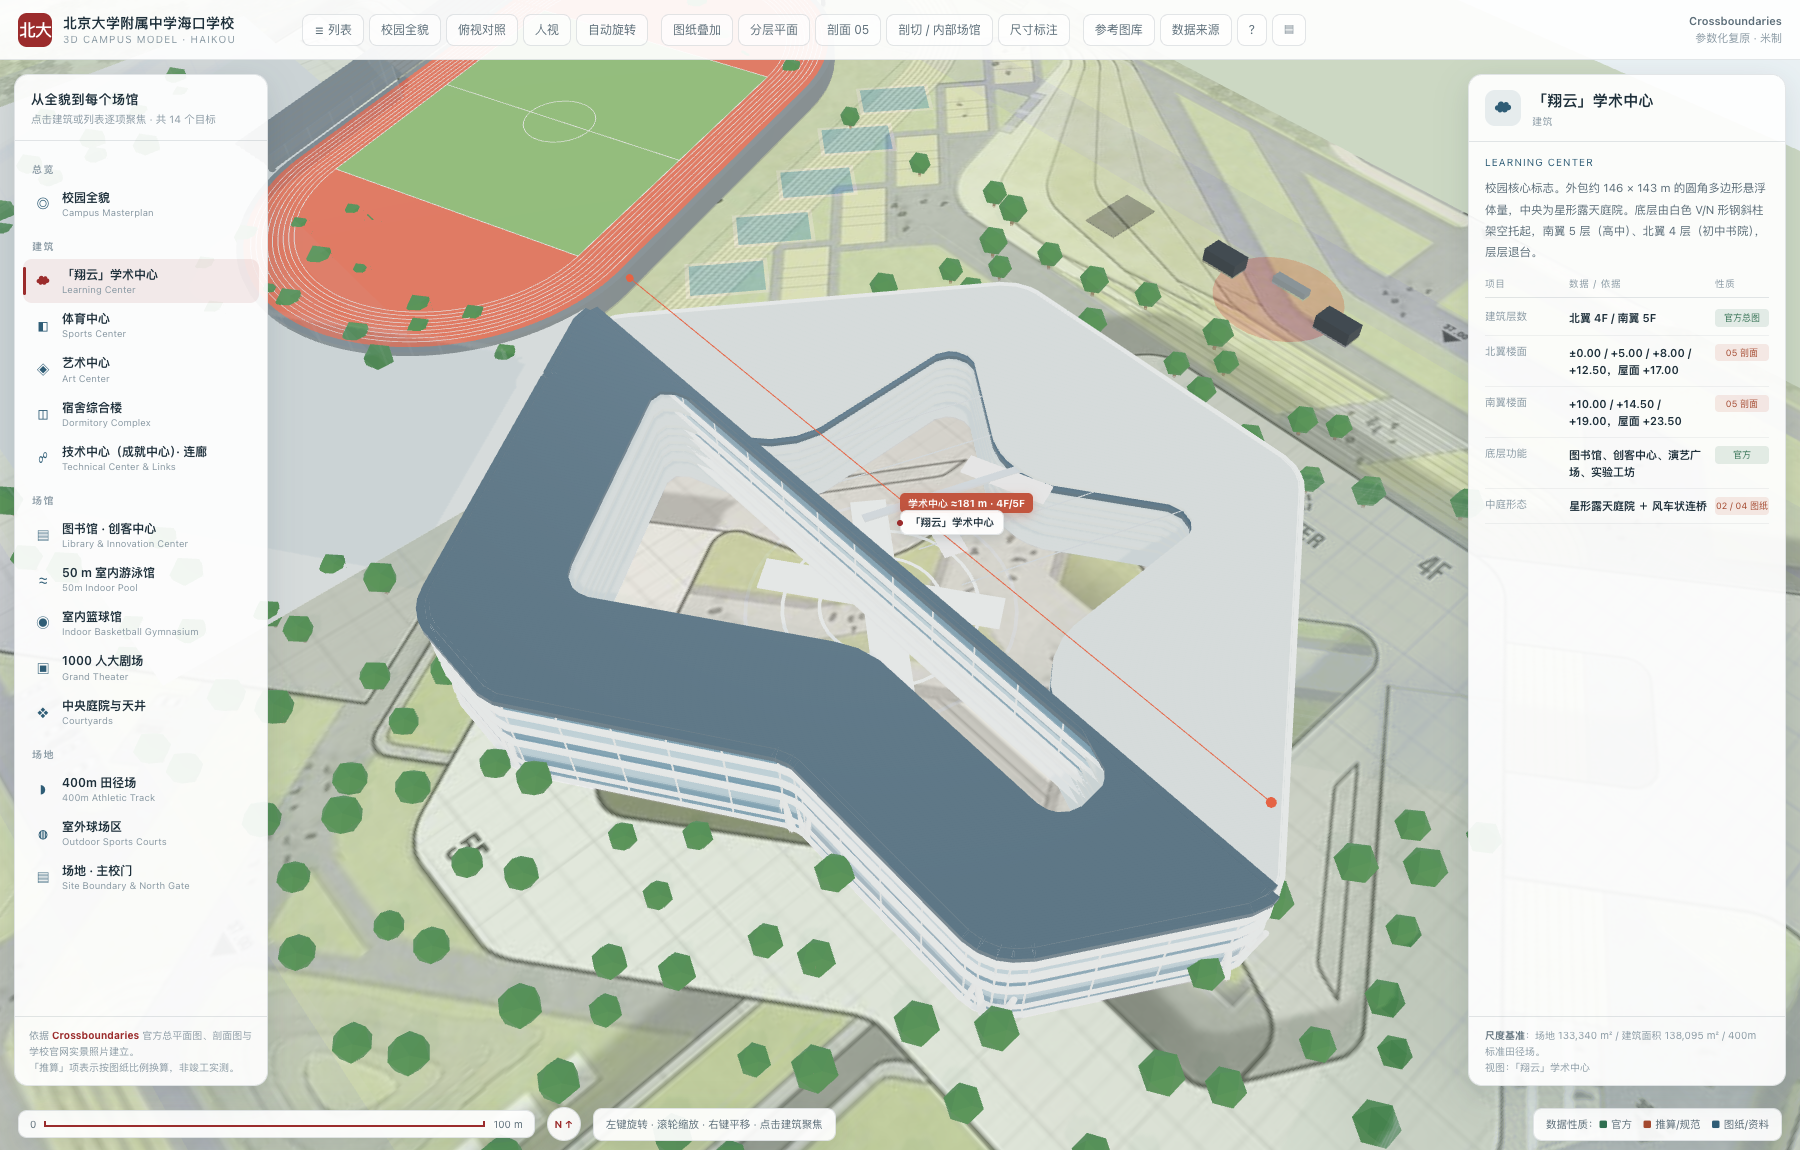 北大
北京大学附属中学海口学校
3D CAMPUS MODEL · HAIKOU
≡ 列表
校园全貌
俯视对照
人视
自动旋转
图纸叠加
分层平面
剖面 05
剖切 / 内部场馆
尺寸标注
参考图库
数据来源
?
Crossboundaries
参数化复原 · 米制
从全貌到每个场馆
点击建筑或列表逐项聚焦 · 共 14 个目标
总览
校园全貌
Campus Masterplan
建筑
「翔云」学术中心
Learning Center
体育中心
Sports Center
艺术中心
Art Center
宿舍综合楼
Dormitory Complex
技术中心（成就中心）· 连廊
Technical Center & Links
场馆
图书馆 · 创客中心
Library & Innovation Center
50 m 室内游泳馆
50m Indoor Pool
室内篮球馆
Indoor Basketball Gymnasium
1000 人大剧场
Grand Theater
中央庭院与天井
Courtyards
场地
400m 田径场
400m Athletic Track
室外球场区
Outdoor Sports Courts
场地 · 主校门
Site Boundary & North Gate
依据 Crossboundaries 官方总平面图、剖面图与
学校官网实景照片建立。
「推算」项表示按图纸比例换算，非竣工实测。
学术中心 ≈181 m · 4F/5F
「翔云」学术中心
4F
5F
「翔云」学术中心
建筑
LEARNING CENTER
校园核心标志。外包约 146 × 143 m 的圆角多边形悬浮
体量，中央为星形露天庭院。底层由白色 V/N 形钢斜柱
架空托起，南翼 5 层（高中）、北翼 4 层（初中书院），
层层退台。
项目 数据 / 依据 性质
建筑层数 北翼 4F / 南翼 5F 官方总图
北翼楼面 ±0.00 / +5.00 / +8.00 / 05 剖面
+12.50，屋面 +17.00
南翼楼面 +10.00 / +14.50 / 05 剖面
+19.00，屋面 +23.50
底层功能 图书馆、创客中心、演艺广 官方
场、实验工坊
中庭形态 星形露天庭院 ＋ 风车状连桥 02 / 04 图纸
尺度基准：场地 133,340 m² / 建筑面积 138,095 m² / 400m
标准田径场。
视图：「翔云」学术中心
0 100 m
N ↑
左键旋转 · 滚轮缩放 · 右键平移 · 点击建筑聚焦
数据性质： 官方 推算/规范 图纸/资料